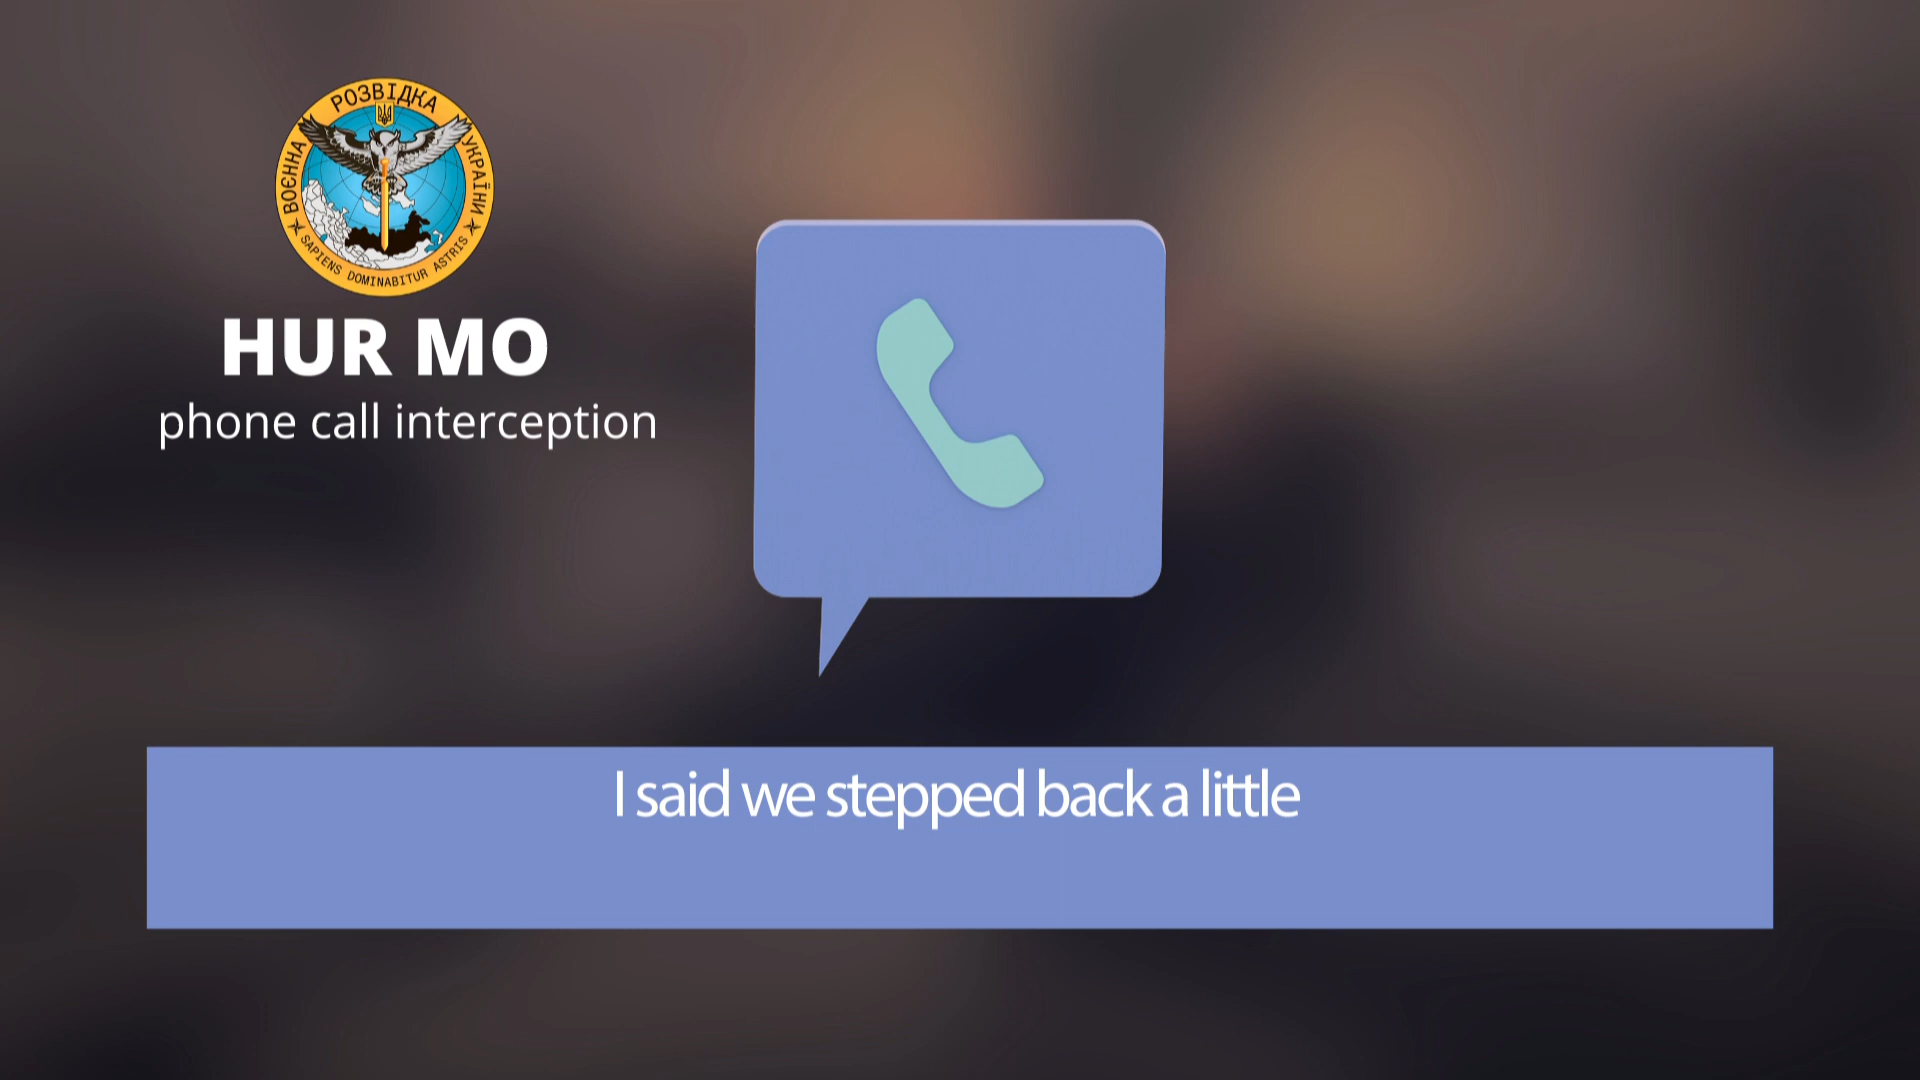 ВОЄННА РОЗВІДКА УКРАЇНИ
SAPIENS DOMINABITUR ASTRIS
HUR MO
phone call interception
I said we stepped back a little